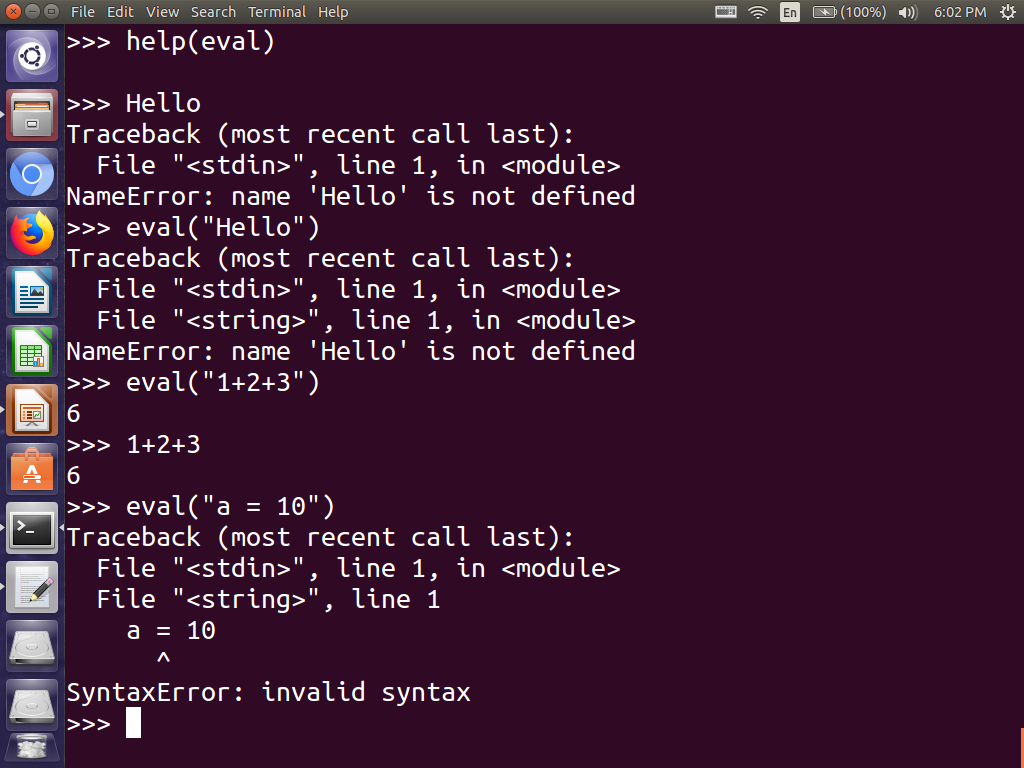 File Edit View Search Terminal Help En (100%) 6:02 PM
>>> help(eval)
>>> Hello
Traceback (most recent call last):
  File "<stdin>", line 1, in <module>
NameError: name 'Hello' is not defined
>>> eval("Hello")
Traceback (most recent call last):
  File "<stdin>", line 1, in <module>
  File "<string>", line 1, in <module>
NameError: name 'Hello' is not defined
>>> eval("1+2+3")
6
>>> 1+2+3
6
>>> eval("a = 10")
Traceback (most recent call last):
  File "<stdin>", line 1, in <module>
  File "<string>", line 1
    a = 10
      ^
SyntaxError: invalid syntax
>>>